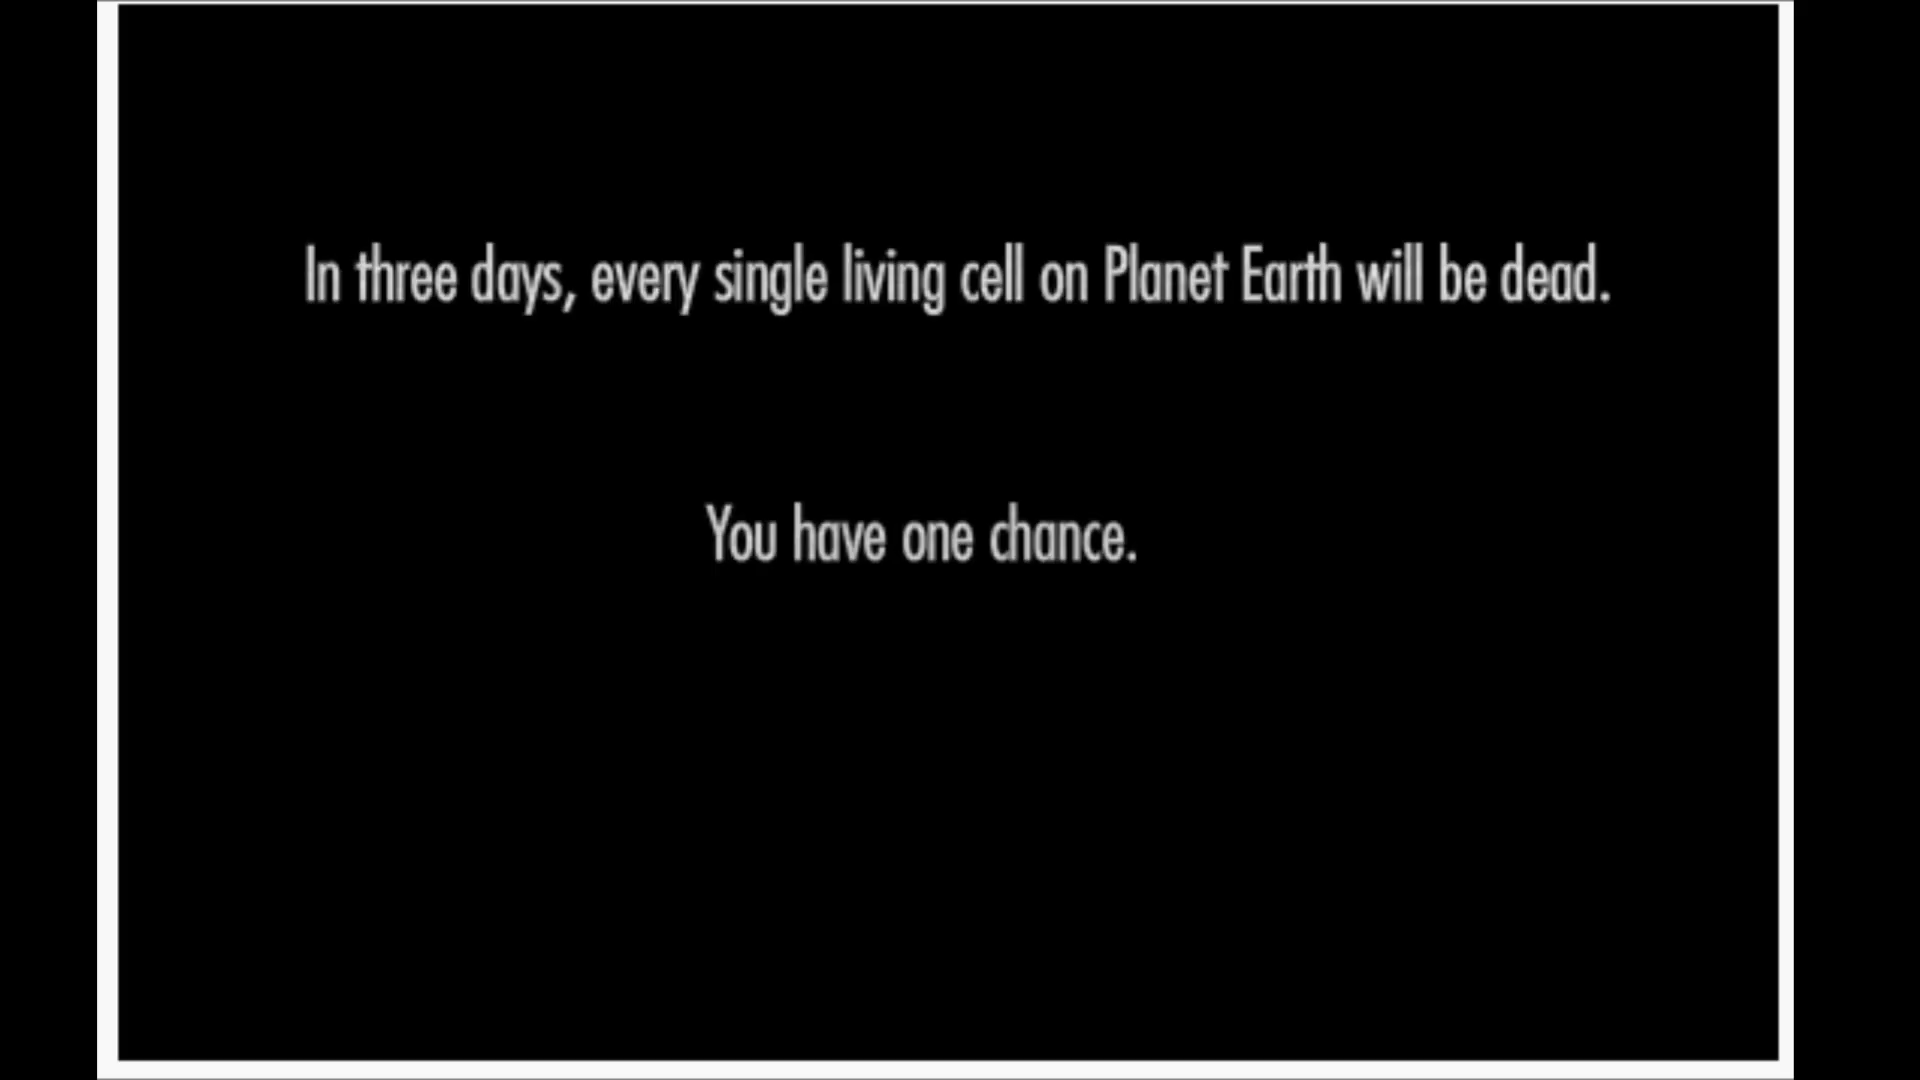 In three days, every single living cell on Planet Earth will be dead.
You have one chance.